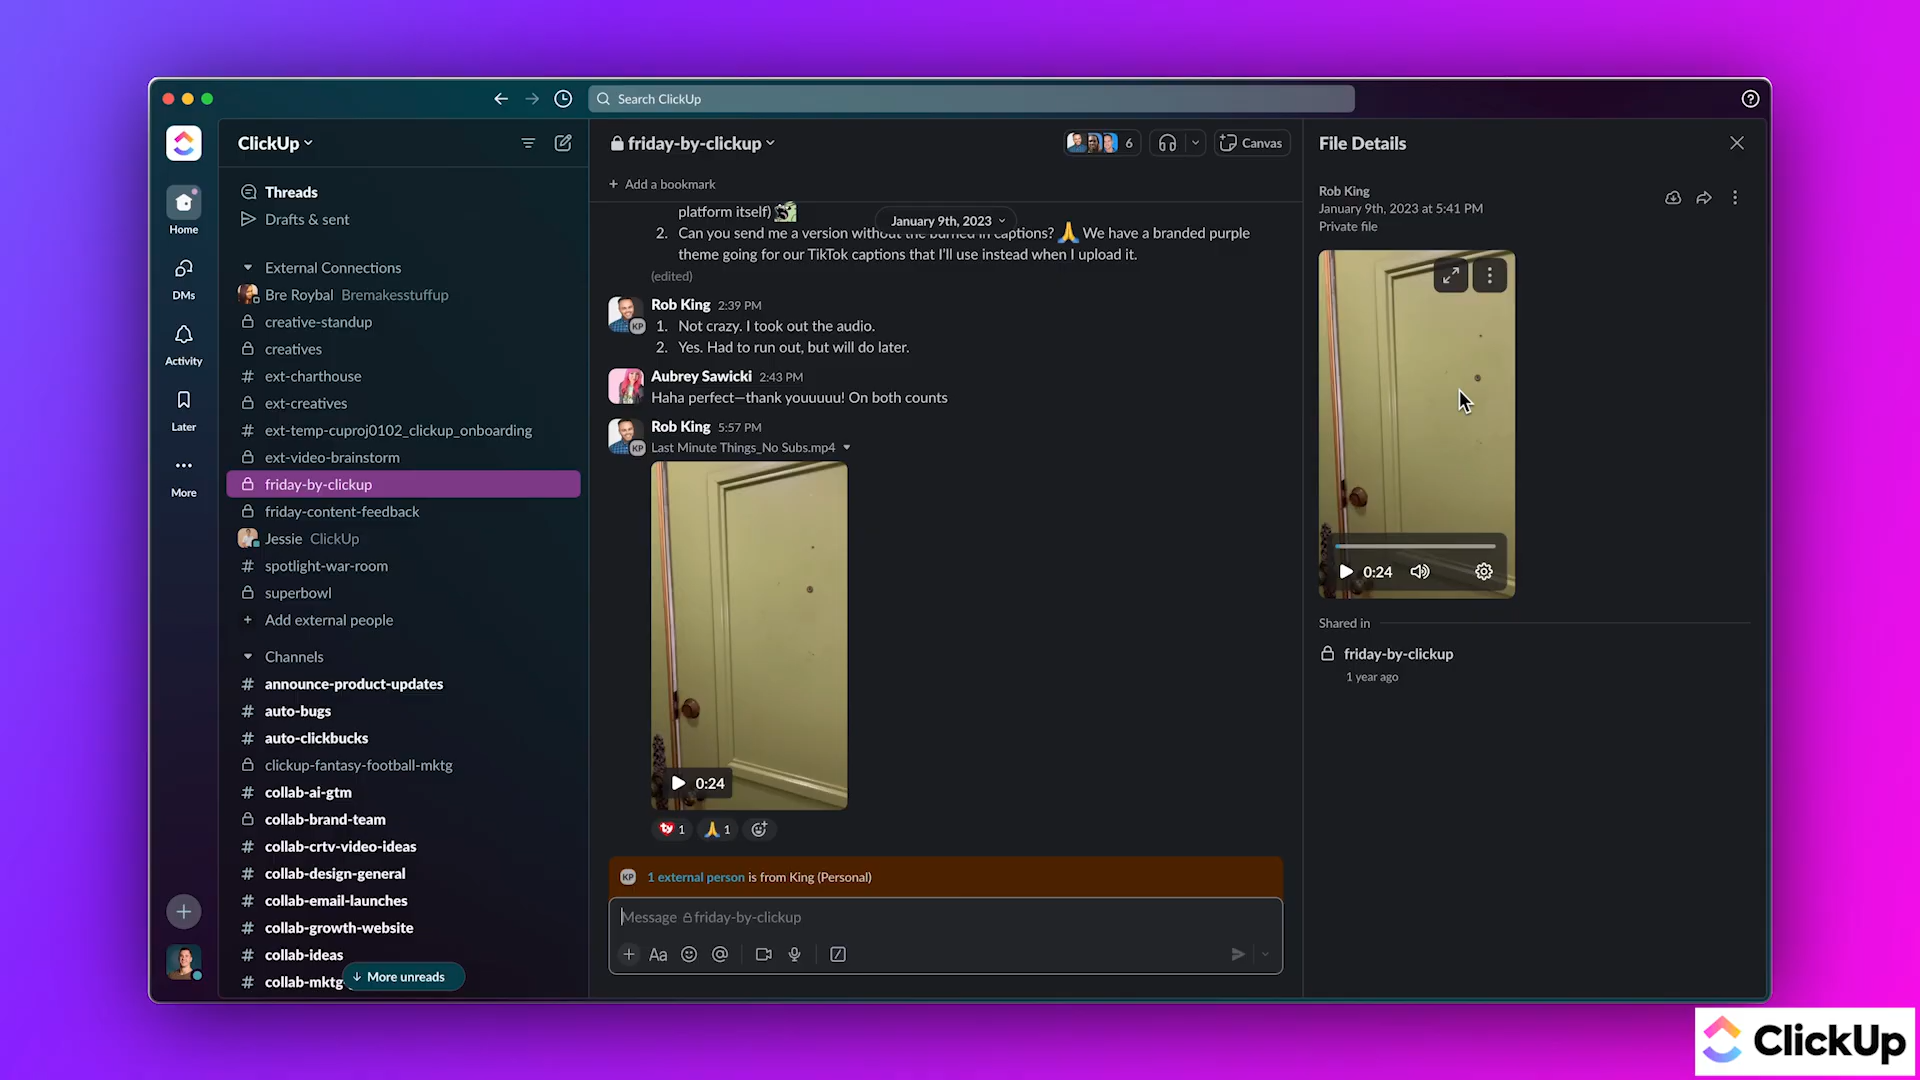 Search ClickUp
ClickUp
Home
DMs
Activity
Later
More
Threads
Drafts & sent
External Connections
Bre Roybal Bremakesstuffup
creative-standup
creatives
# ext-charthouse
ext-creatives
# ext-temp-cuproj0102_clickup_onboarding
ext-video-brainstorm
friday-by-clickup
friday-content-feedback
Jessie ClickUp
# spotlight-war-room
superbowl
+ Add external people
Channels
# announce-product-updates
# auto-bugs
# auto-clickbucks
clickup-fantasy-football-mktg
# collab-ai-gtm
collab-brand-team
# collab-crtv-video-ideas
# collab-design-general
# collab-email-launches
# collab-growth-website
# collab-ideas
# collab-mktg
More unreads
friday-by-clickup
6
Canvas
+ Add a bookmark
January 9th, 2023
platform itself)
2. Can you send me a version without the burned in captions? 🙏 We have a branded purple
theme going for our TikTok captions that I'll use instead when I upload it.
(edited)
Rob King 2:39 PM
KP
1. Not crazy. I took out the audio.
2. Yes. Had to run out, but will do later.
Aubrey Sawicki 2:43 PM
Haha perfect—thank youuuuu! On both counts
Rob King 5:57 PM
KP
Last Minute Things_No Subs.mp4
0:24
ty 1
🙏 1
KP 1 external person is from King (Personal)
Message friday-by-clickup
Aa
File Details
Rob King
January 9th, 2023 at 5:41 PM
Private file
0:24
Shared in
friday-by-clickup
1 year ago
ClickUp